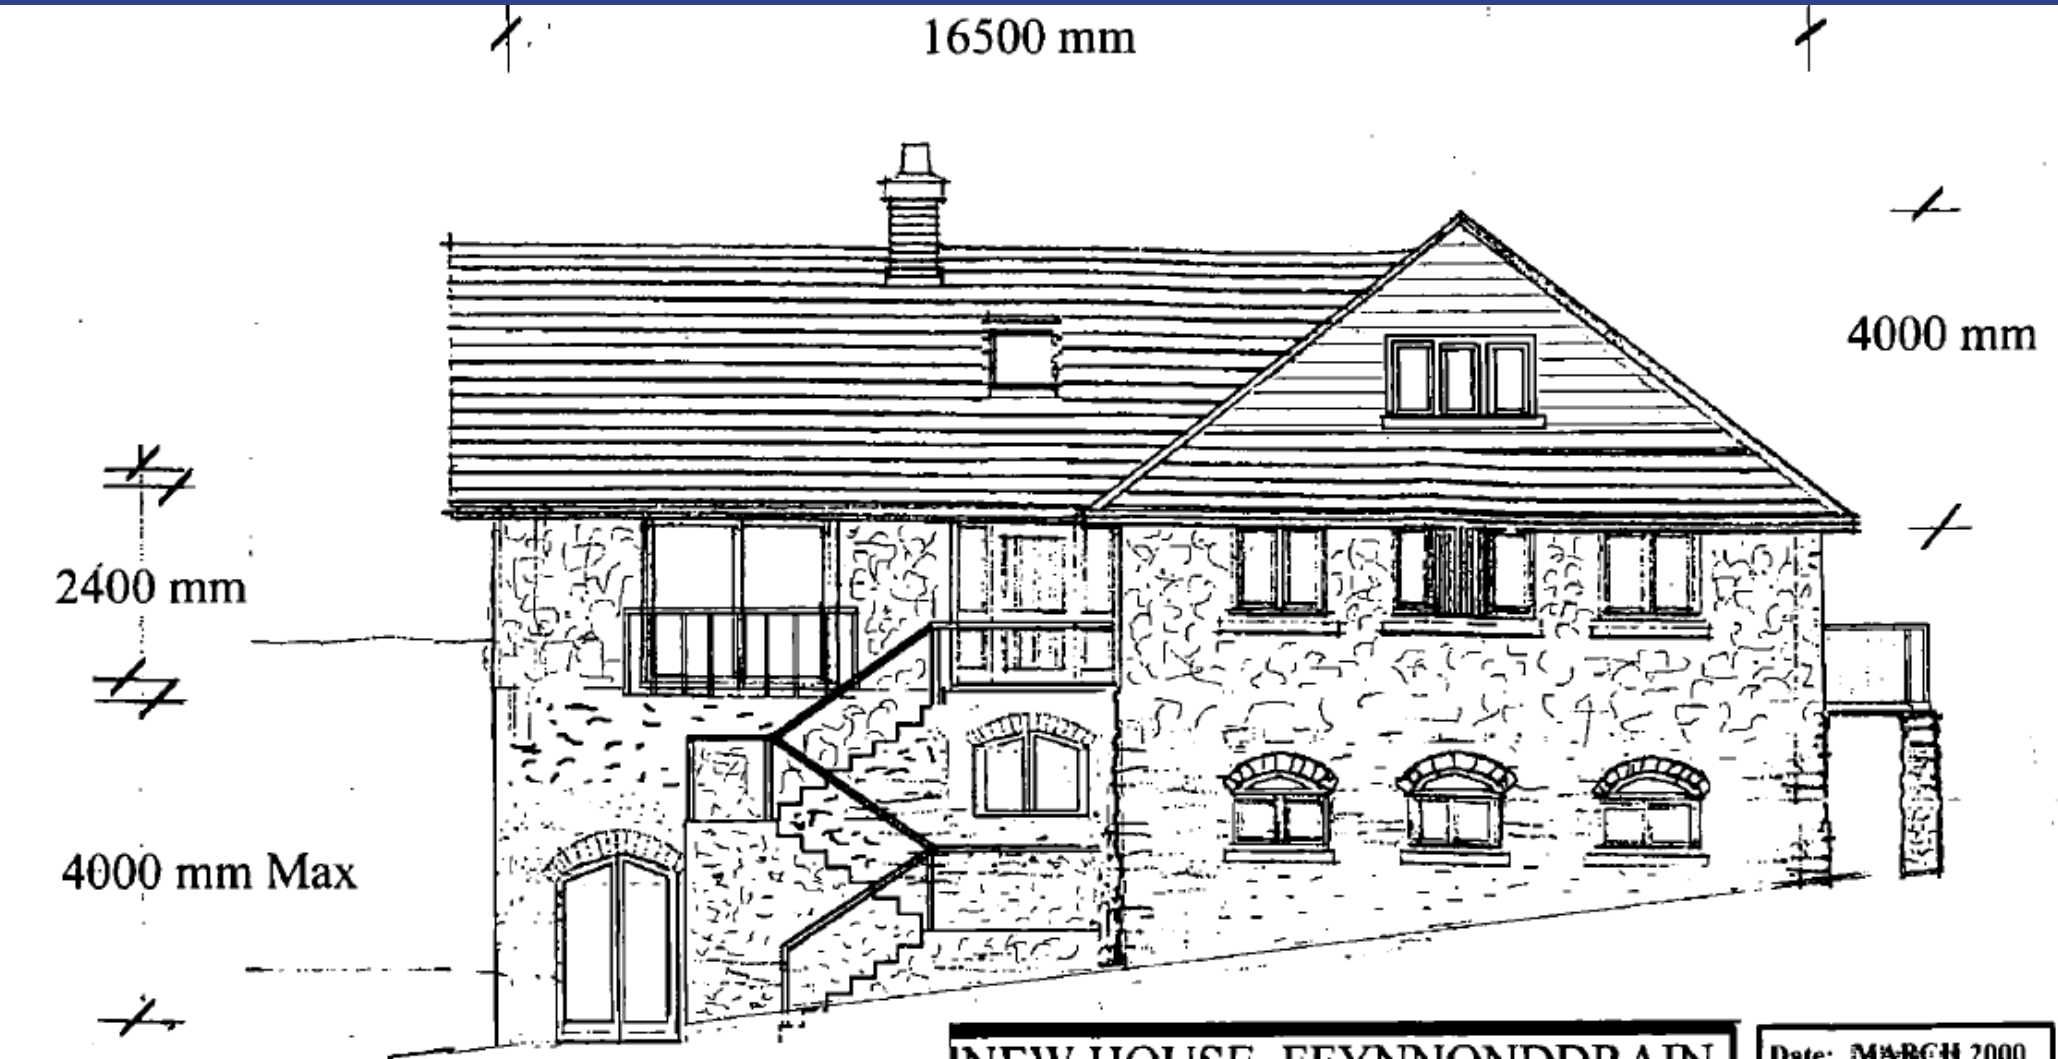 16500 mm
4000 mm
2400 mm
4000 mm Max
NEW HOUSE, FFYNNONDDRAIN
Date: MARCH 2000